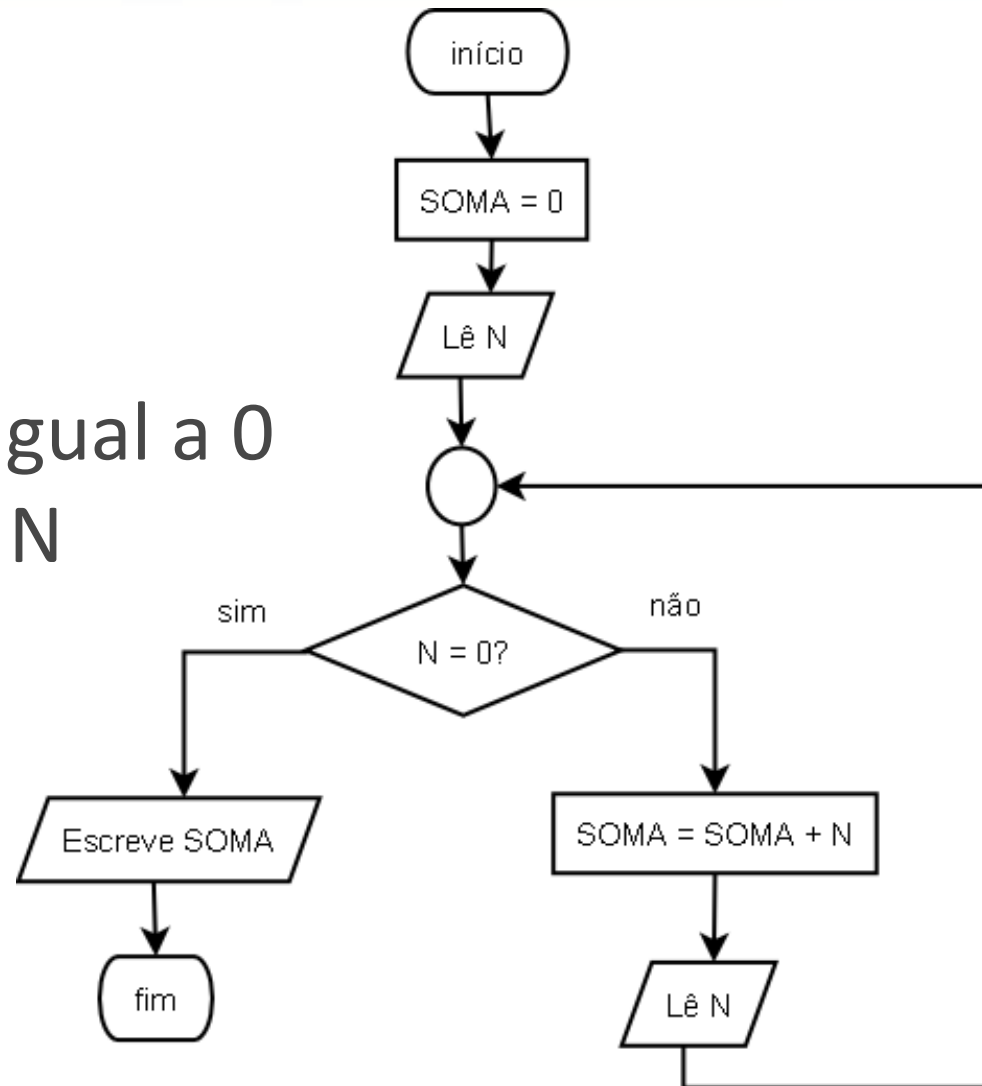 início
SOMA = 0
Lê N
gual a 0
N
sim
não
N = 0?
Escreve SOMA
SOMA = SOMA + N
fim
Lê N